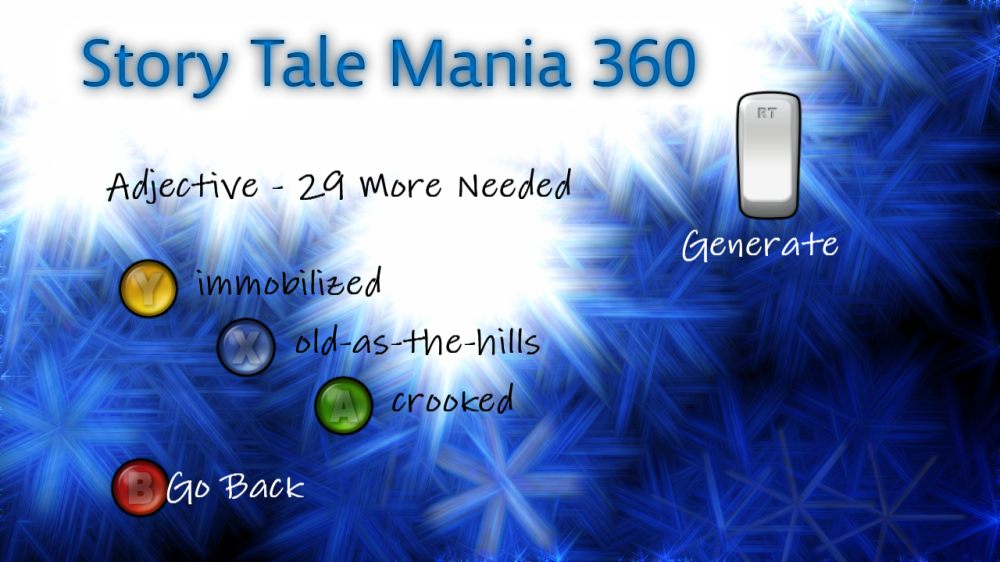 Story Tale Mania 360
RT
Adjective - 29 More Needed
Generate
Y immobilized
X old-as-the-hills
A crooked
B Go Back